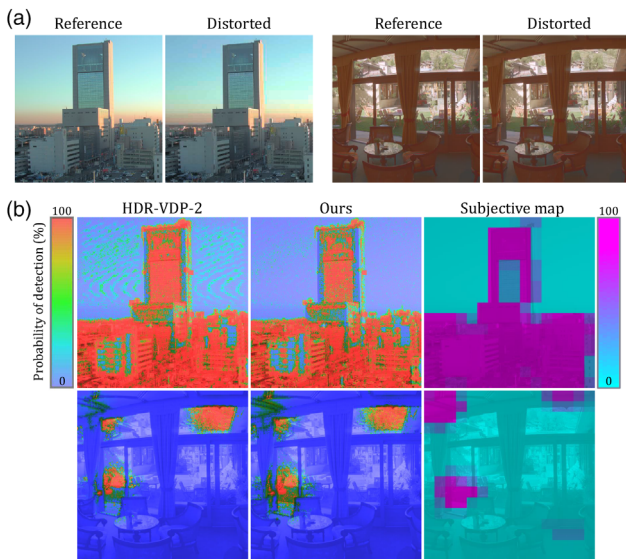 (a)
Reference Distorted Reference Distorted
(b)
HDR-VDP-2 Ours Subjective map
100 100
Probability of detection (%)
0 0